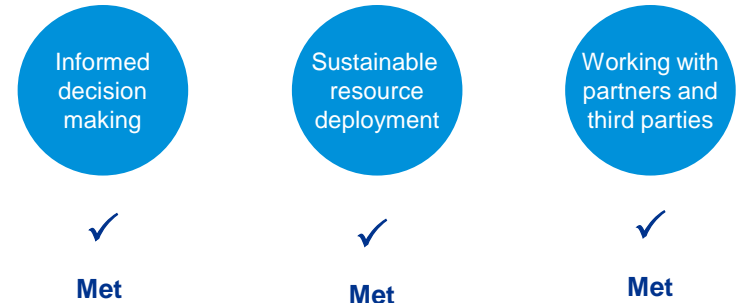 Informed
decision
making
Sustainable
resource
deployment
Working with
partners and
third parties
✓
✓
✓
Met
Met
Met